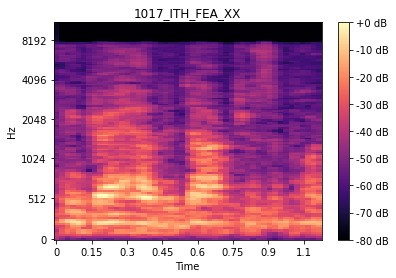 1017_ITH_FEA_XX
8192
4096
2048
1024
512
0
Hz
0 0.15 0.3 0.45 0.6 0.75 0.9 1.1
Time
+0 dB
-10 dB
-20 dB
-30 dB
-40 dB
-50 dB
-60 dB
-70 dB
-80 dB